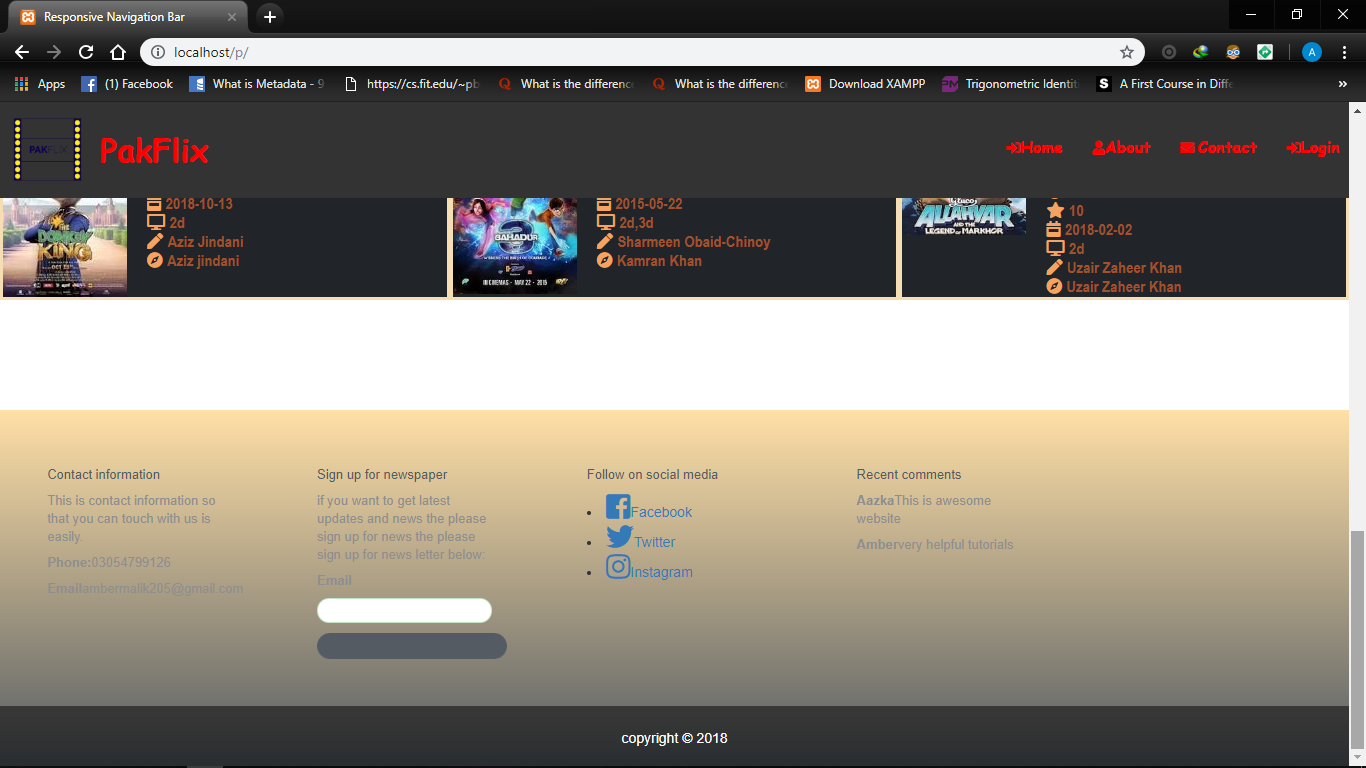 Responsive Navigation Bar
localhost/p/
Apps
(1) Facebook
What is Metadata - 9
https://cs.fit.edu/~pb
What is the difference
What is the difference
Download XAMPP
Trigonometric Identit
A First Course in Diffe
»
PAKFLIX
PakFlix
Home
About
Contact
Login
THE DONKEY KING
OCT 13
2018-10-13
2d
Aziz Jindani
Aziz jindani
3 BAHADUR
IN CINEMAS - MAY 22 - 2015
2015-05-22
2d,3d
Sharmeen Obaid-Chinoy
Kamran Khan
ALLAHYAR
AND THE
LEGEND OF MARKHOR
10
2018-02-02
2d
Uzair Zaheer Khan
Uzair Zaheer Khan
Contact information
This is contact information so
that you can touch with us is
easily.
Phone:03054799126
Emailambermalik205@gmail.com
Sign up for newspaper
if you want to get latest
updates and news the please
sign up for news the please
sign up for news letter below:
Email
Follow on social media
Facebook
Twitter
Instagram
Recent comments
AazkaThis is awesome
website
Ambervery helpful tutorials
copyright © 2018